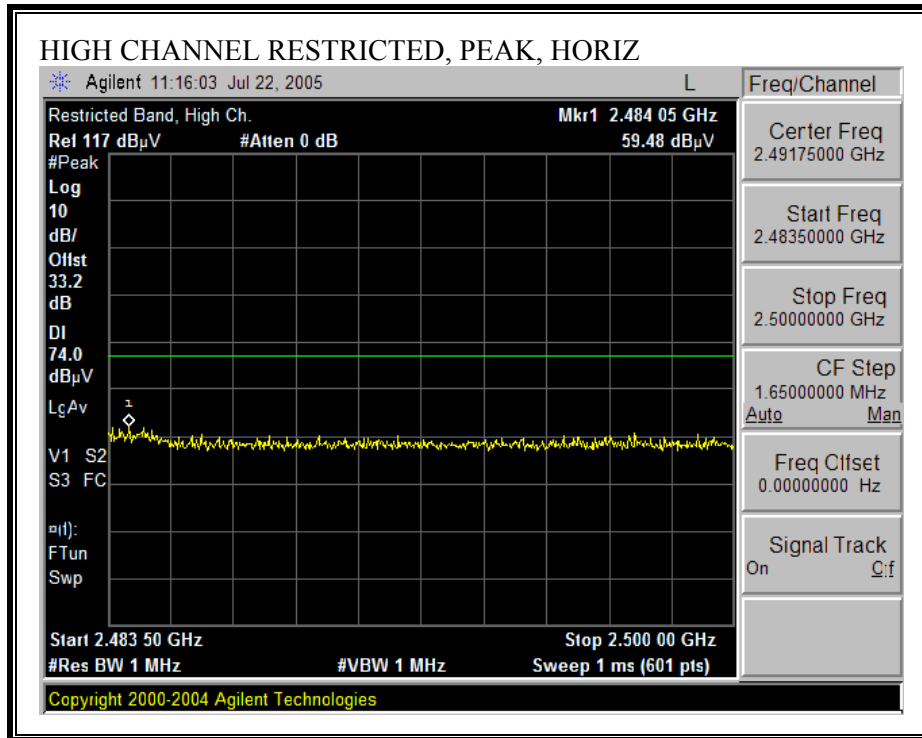 HIGH CHANNEL RESTRICTED, PEAK, HORIZ
Agilent 11:16:03 Jul 22, 2005 L
Freq/Channel
Restricted Band, High Ch. Mkr1 2.484 05 GHz
Ref 117 dBµV #Atten 0 dB 59.48 dBµV
#Peak
Log
10
dB/
Offst
33.2
dB
DI
74.0
dBµV
LgAv
1
V1 S2
S3 FC
¤(f):
FTun
Swp
Start 2.483 50 GHz Stop 2.500 00 GHz
#Res BW 1 MHz #VBW 1 MHz Sweep 1 ms (601 pts)
Copyright 2000-2004 Agilent Technologies
Center Freq
2.49175000 GHz
Start Freq
2.48350000 GHz
Stop Freq
2.50000000 GHz
CF Step
1.65000000 MHz
Auto Man
Freq Offset
0.00000000 Hz
Signal Track
On Off